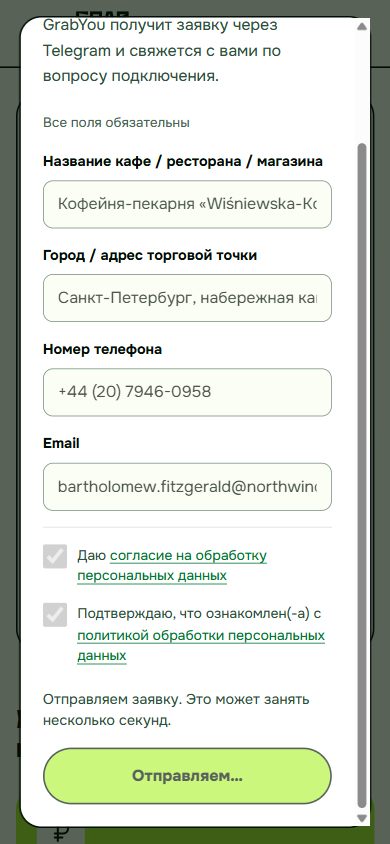 GrabYou получит заявку через
Telegram и свяжется с вами по
вопросу подключения.
Все поля обязательны
Название кафе / ресторана / магазина
Кофейня-пекарня «Wiśniewska-Ko
Город / адрес торговой точки
Санкт-Петербург, набережная ка
Номер телефона
+44 (20) 7946-0958
Email
bartholomew.fitzgerald@northwind
Даю согласие на обработку
персональных данных
Подтверждаю, что ознакомлен(-а) с
политикой обработки персональных
данных
Отправляем заявку. Это может занять
несколько секунд.
Отправляем...
₽